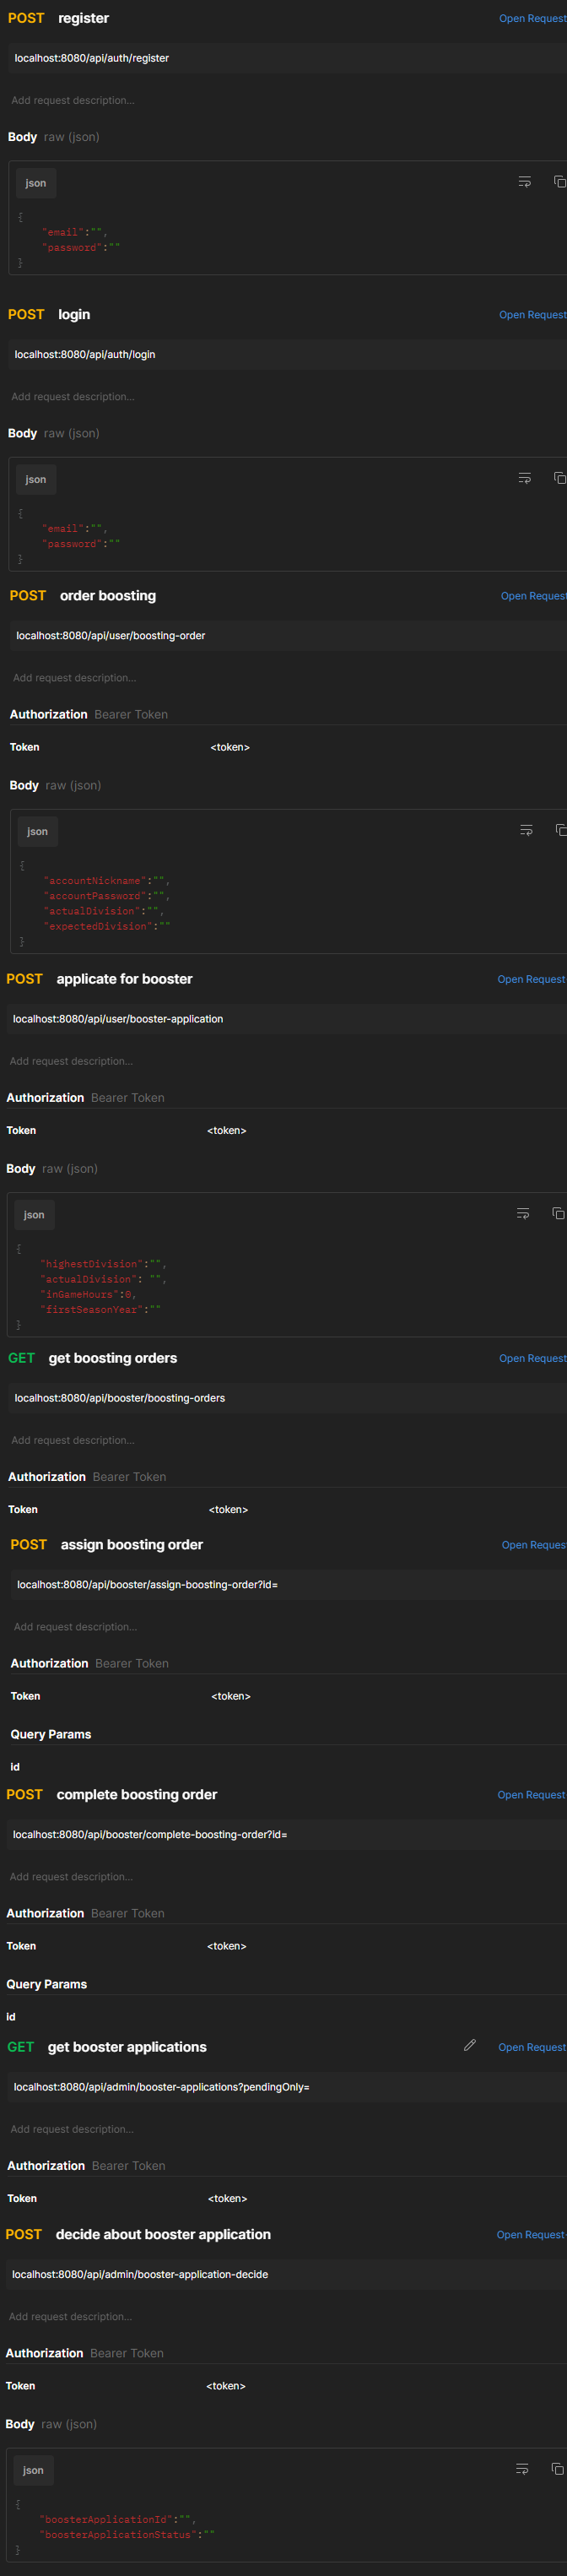 POST register Open Request
localhost:8080/api/auth/register
Add request description...
Body raw (json)
json
{
"email":"",
"password":""
}
POST login Open Request
localhost:8080/api/auth/login
Add request description...
Body raw (json)
json
{
"email":"",
"password":""
}
POST order boosting Open Request
localhost:8080/api/user/boosting-order
Add request description...
Authorization Bearer Token
Token <token>
Body raw (json)
json
{
"accountNickname":"",
"accountPassword":"",
"actualDivision":"",
"expectedDivision":""
}
POST applicate for booster Open Request
localhost:8080/api/user/booster-application
Add request description...
Authorization Bearer Token
Token <token>
Body raw (json)
json
{
"highestDivision":"",
"actualDivision": "",
"inGameHours":0,
"firstSeasonYear":""
}
GET get boosting orders Open Request
localhost:8080/api/booster/boosting-orders
Add request description...
Authorization Bearer Token
Token <token>
POST assign boosting order Open Reques
localhost:8080/api/booster/assign-boosting-order?id=
Add request description...
Authorization Bearer Token
Token <token>
Query Params
id
POST complete boosting order Open Request
localhost:8080/api/booster/complete-boosting-order?id=
Add request description...
Authorization Bearer Token
Token <token>
Query Params
id
GET get booster applications Open Request
localhost:8080/api/admin/booster-applications?pendingOnly=
Add request description...
Authorization Bearer Token
Token <token>
POST decide about booster application Open Request
localhost:8080/api/admin/booster-application-decide
Add request description...
Authorization Bearer Token
Token <token>
Body raw (json)
json
{
"boosterApplicationId":"",
"boosterApplicationStatus":""
}